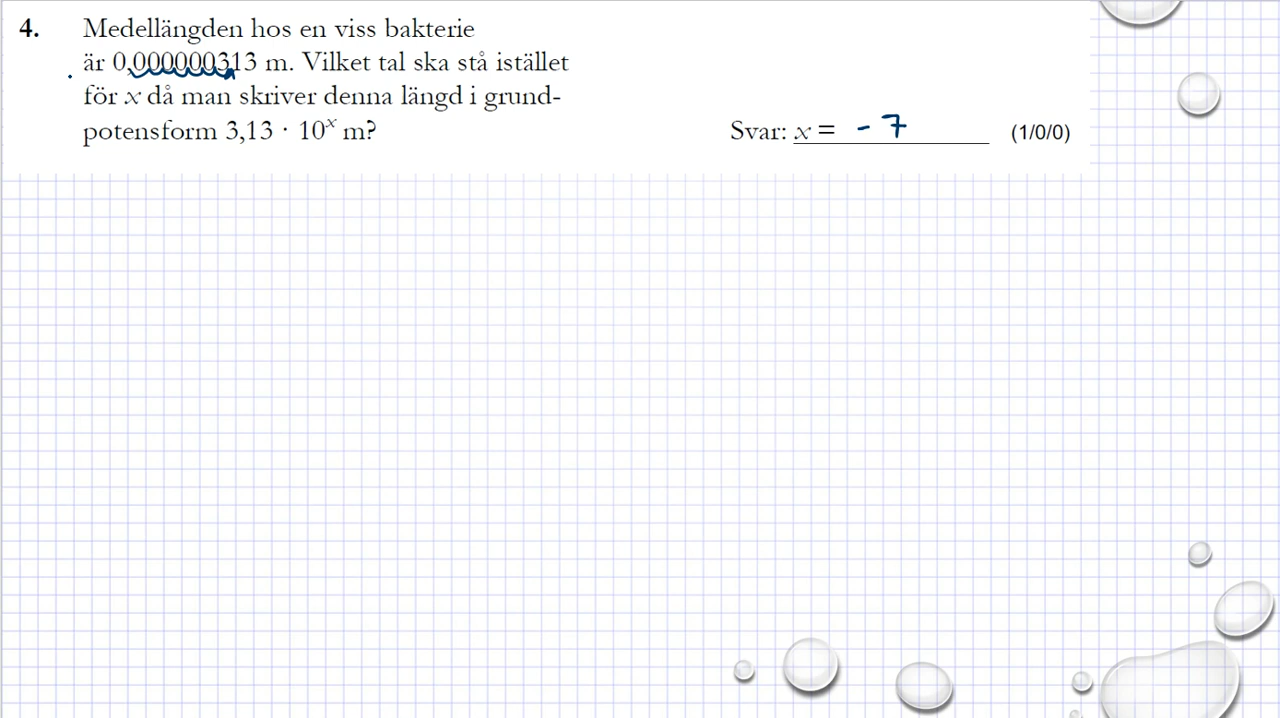 4. Medellängden hos en viss bakterie
är 0,000000313 m. Vilket tal ska stå istället
för x då man skriver denna längd i grund-
potensform 3,13 · 10ˣ m?
Svar: x = -7 (1/0/0)